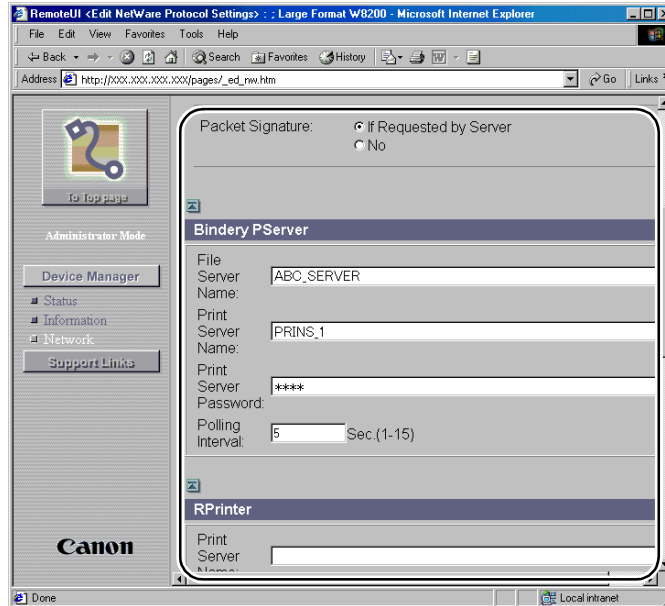 RemoteUI <Edit NetWare Protocol Settings> : ; Large Format W8200 - Microsoft Internet Explorer
File Edit View Favorites Tools Help
Back Search Favorites History
Address http://XXX.XXX.XXX.XXX/pages/_ed_nw.htm Go Links
To Top page
Administrator Mode
Device Manager
Status
Information
Network
Support Links
Canon
Packet Signature: If Requested by Server
No
Bindery PServer
File
Server
Name:
ABC_SERVER
Print
Server
Name:
PRINS_1
Print
Server
Password:
****
Polling
Interval:
5 Sec.(1-15)
RPrinter
Print
Server
Name:
Done Local intranet